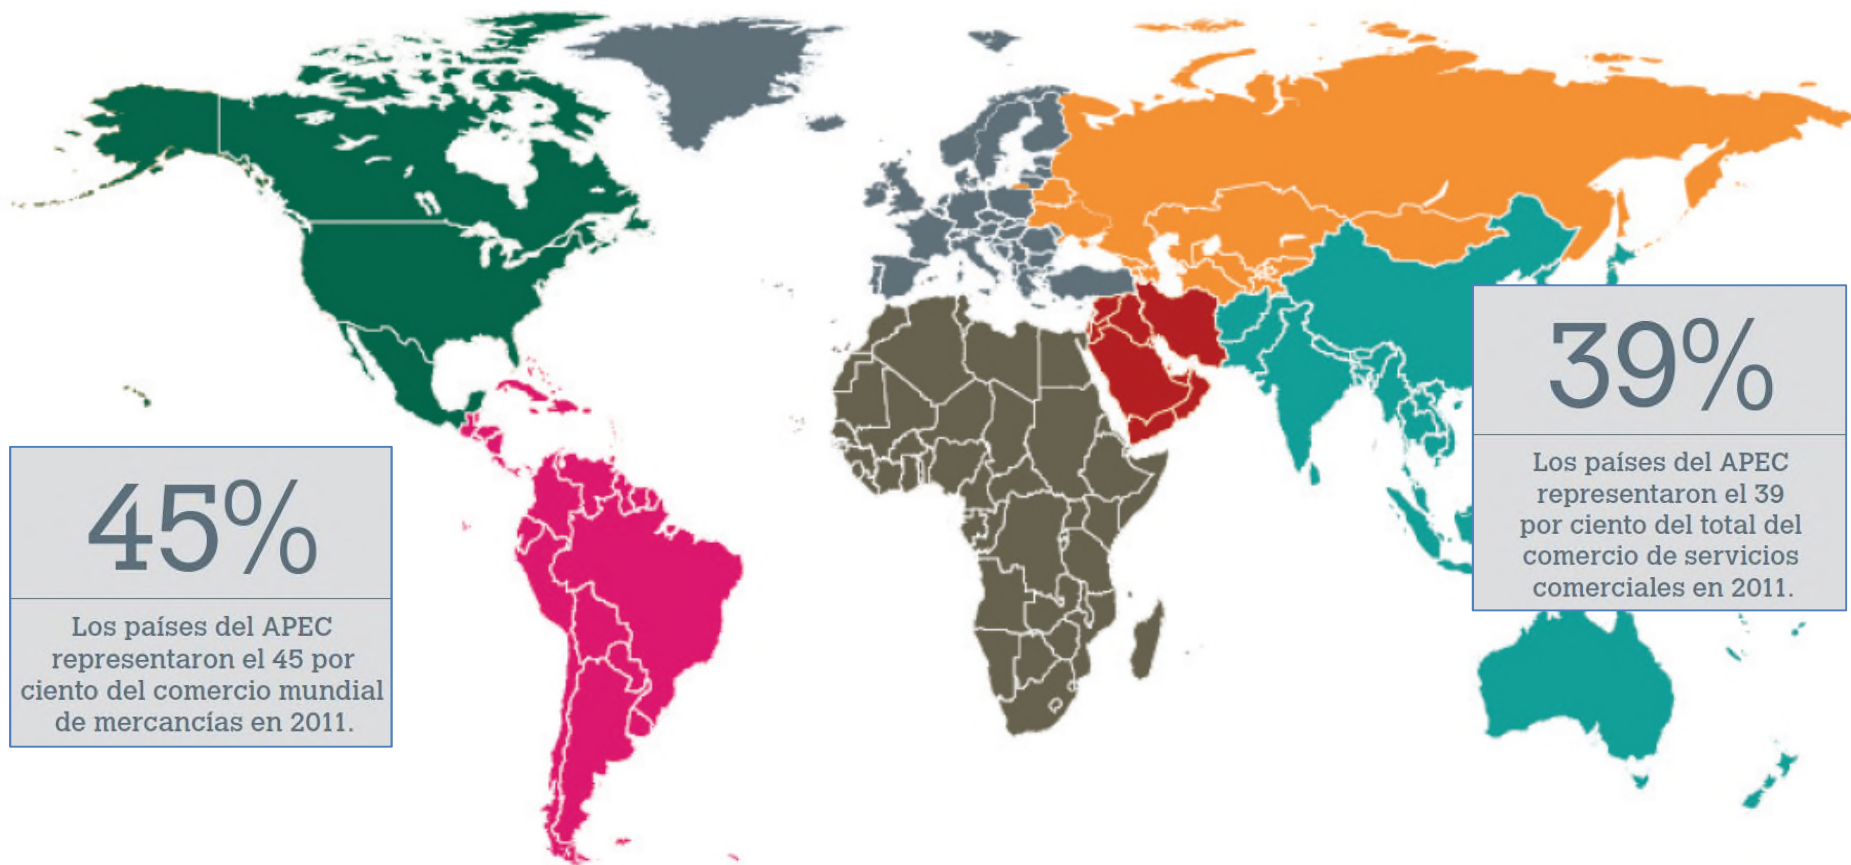 45%
Los países del APEC
representaron el 45 por
ciento del comercio mundial
de mercancías en 2011.
39%
Los países del APEC
representaron el 39
por ciento del total del
comercio de servicios
comerciales en 2011.